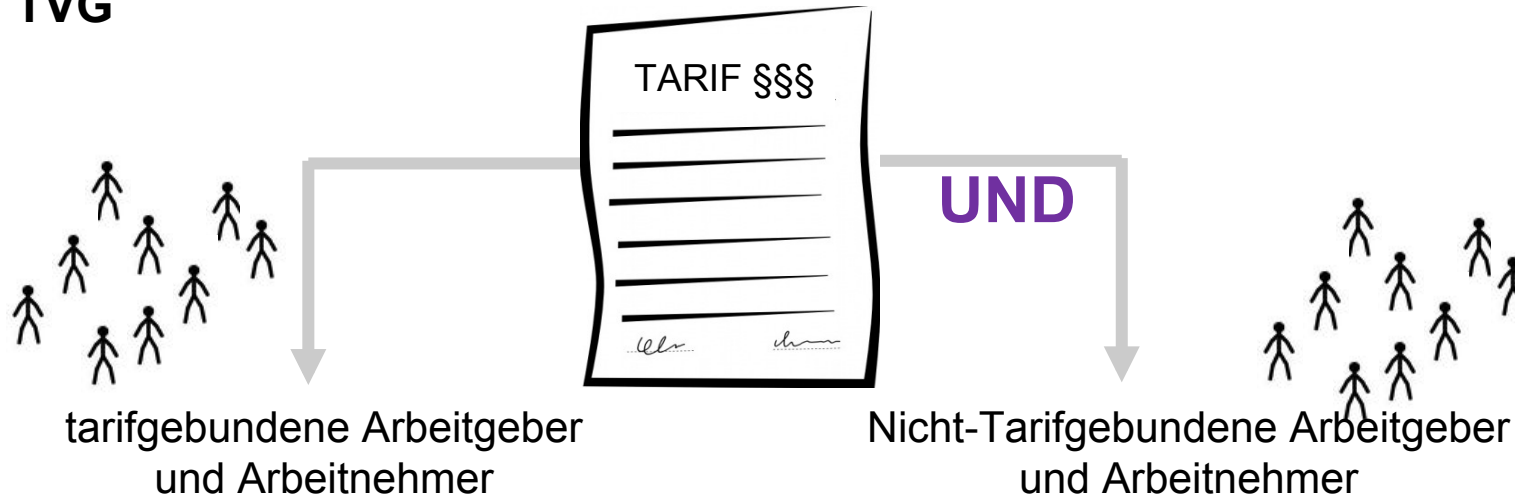 TVG
TARIF §§§
UND
tarifgebundene Arbeitgeber
und Arbeitnehmer
Nicht-Tarifgebundene Arbeitgeber
und Arbeitnehmer